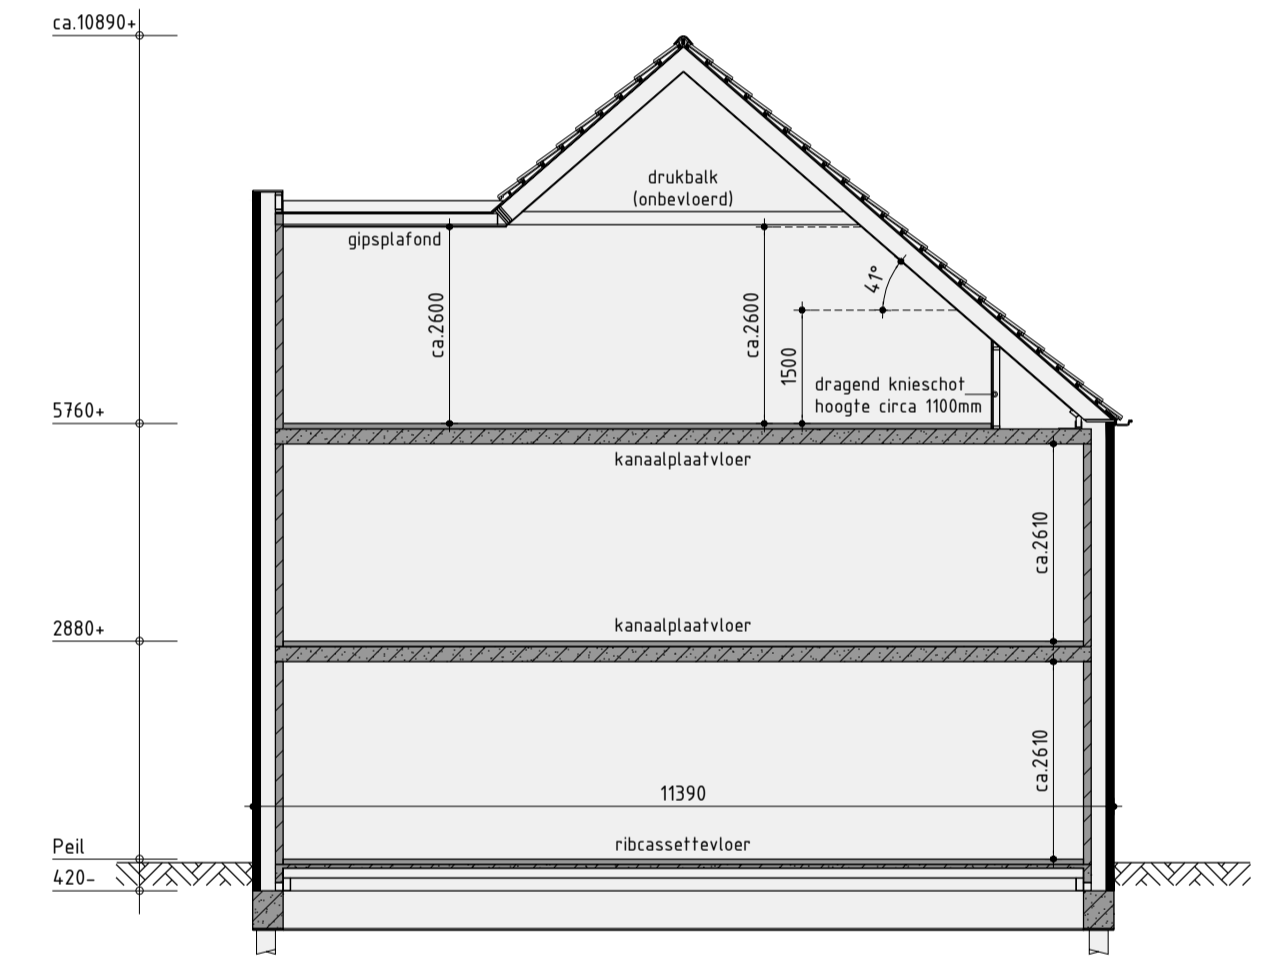 ca.10890+
drukbalk
(onbevloerd)
gipsplafond
41°
ca.2600
ca.2600
1500
dragend knieschot
hoogte circa 1100mm
5760+
kanaalplaatvloer
ca.2610
2880+
kanaalplaatvloer
ca.2610
11390
Peil
ribcassettevloer
420-